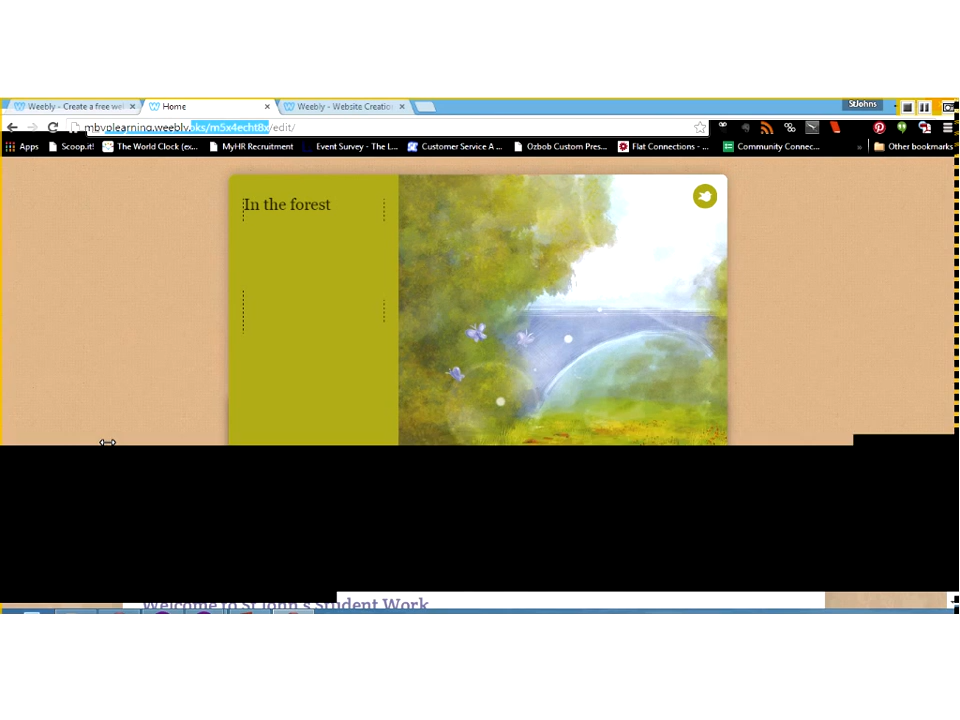 Weebly - Create a free wel
Home
Weebly - Website Creatio
StJohns
mbvplearning.weebly.oks/m5x4echt8x/edit/
Apps
Scoop.it!
The World Clock (ex...
MyHR Recruitment
Event Survey - The L...
Customer Service A ...
Ozbob Custom Pres...
Flat Connections - ...
Community Connec...
»
Other bookmarks
In the forest
Welcome to St John's Student Work